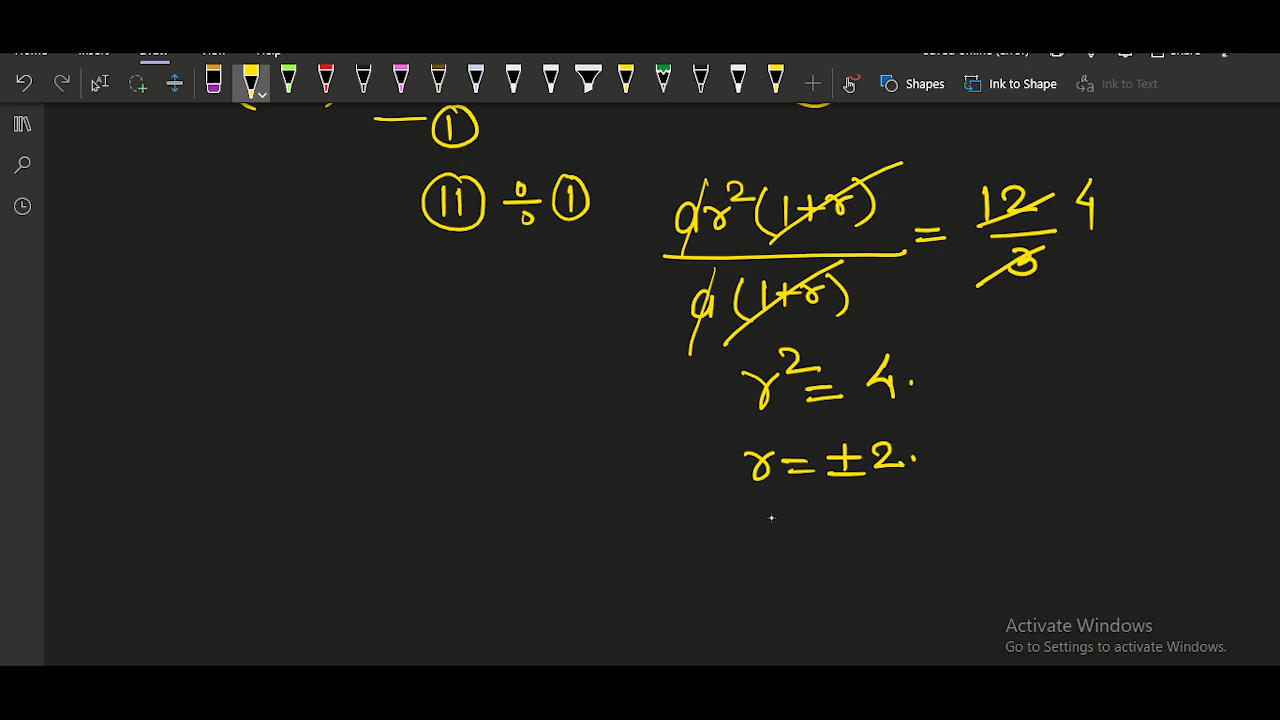 Shapes
Ink to Shape
Ink to Text
— ①
⑪ ÷ ①
ar²(1+r) / a(1+r) = 12/3 4
r² = 4.
r = ±2.
Activate Windows
Go to Settings to activate Windows.